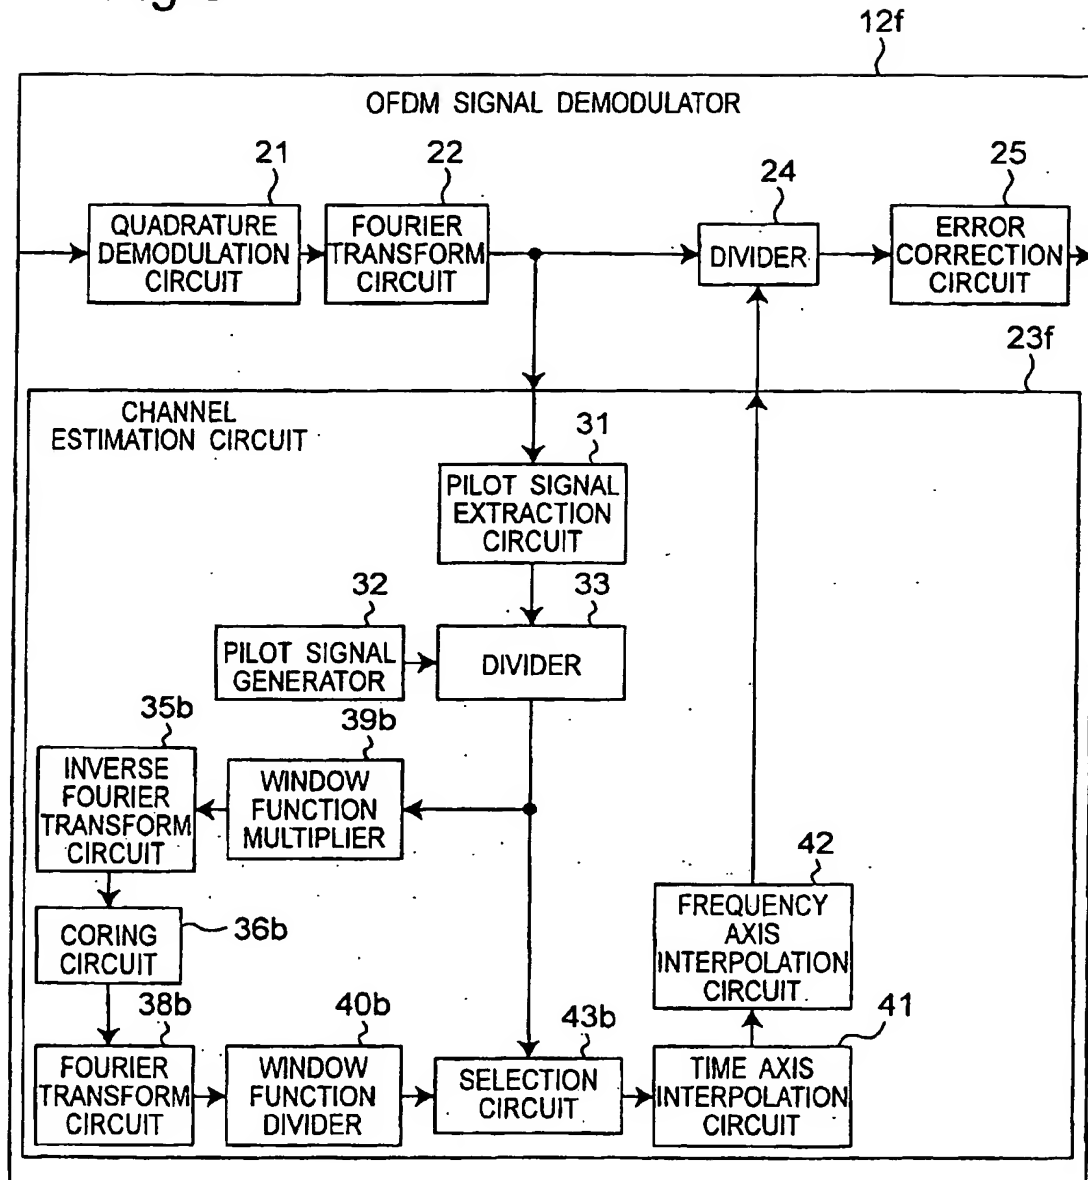 12f
OFDM SIGNAL DEMODULATOR
21
22
24
25
QUADRATURE
DEMODULATION
CIRCUIT
FOURIER
TRANSFORM
CIRCUIT
DIVIDER
ERROR
CORRECTION
CIRCUIT
23f
CHANNEL
ESTIMATION CIRCUIT
31
PILOT SIGNAL
EXTRACTION
CIRCUIT
32
33
PILOT SIGNAL
GENERATOR
DIVIDER
35b
39b
INVERSE
FOURIER
TRANSFORM
CIRCUIT
WINDOW
FUNCTION
MULTIPLIER
42
FREQUENCY
AXIS
INTERPOLATION
CIRCUIT
CORING
CIRCUIT
36b
38b
40b
43b
41
FOURIER
TRANSFORM
CIRCUIT
WINDOW
FUNCTION
DIVIDER
SELECTION
CIRCUIT
TIME AXIS
INTERPOLATION
CIRCUIT